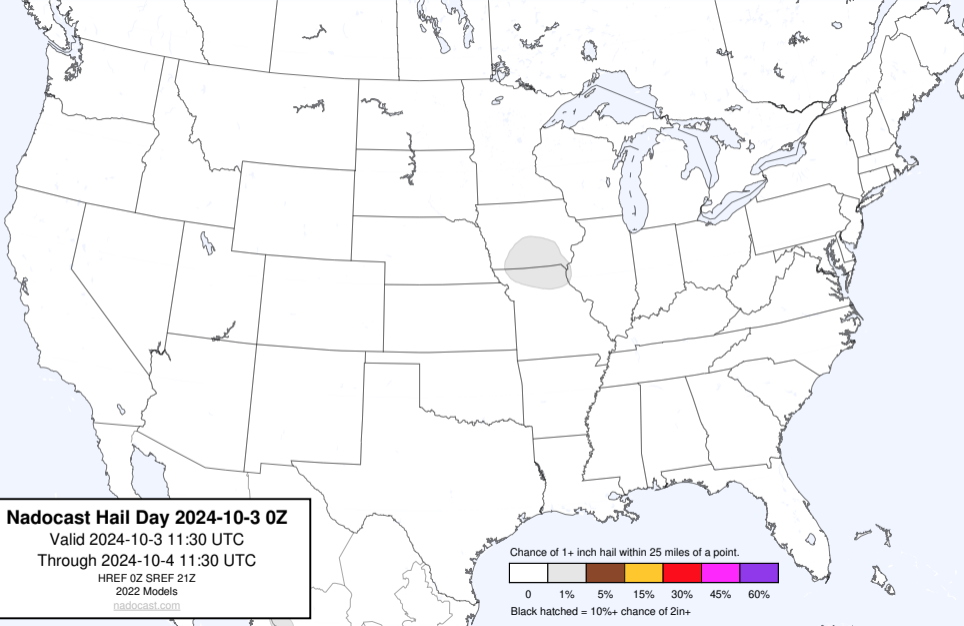 Nadocast Hail Day 2024-10-3 0Z
Valid 2024-10-3 11:30 UTC
Through 2024-10-4 11:30 UTC
HREF 0Z SREF 21Z
2022 Models
nadocast.com
Chance of 1+ inch hail within 25 miles of a point.
0 1% 5% 15% 30% 45% 60%
Black hatched = 10%+ chance of 2in+